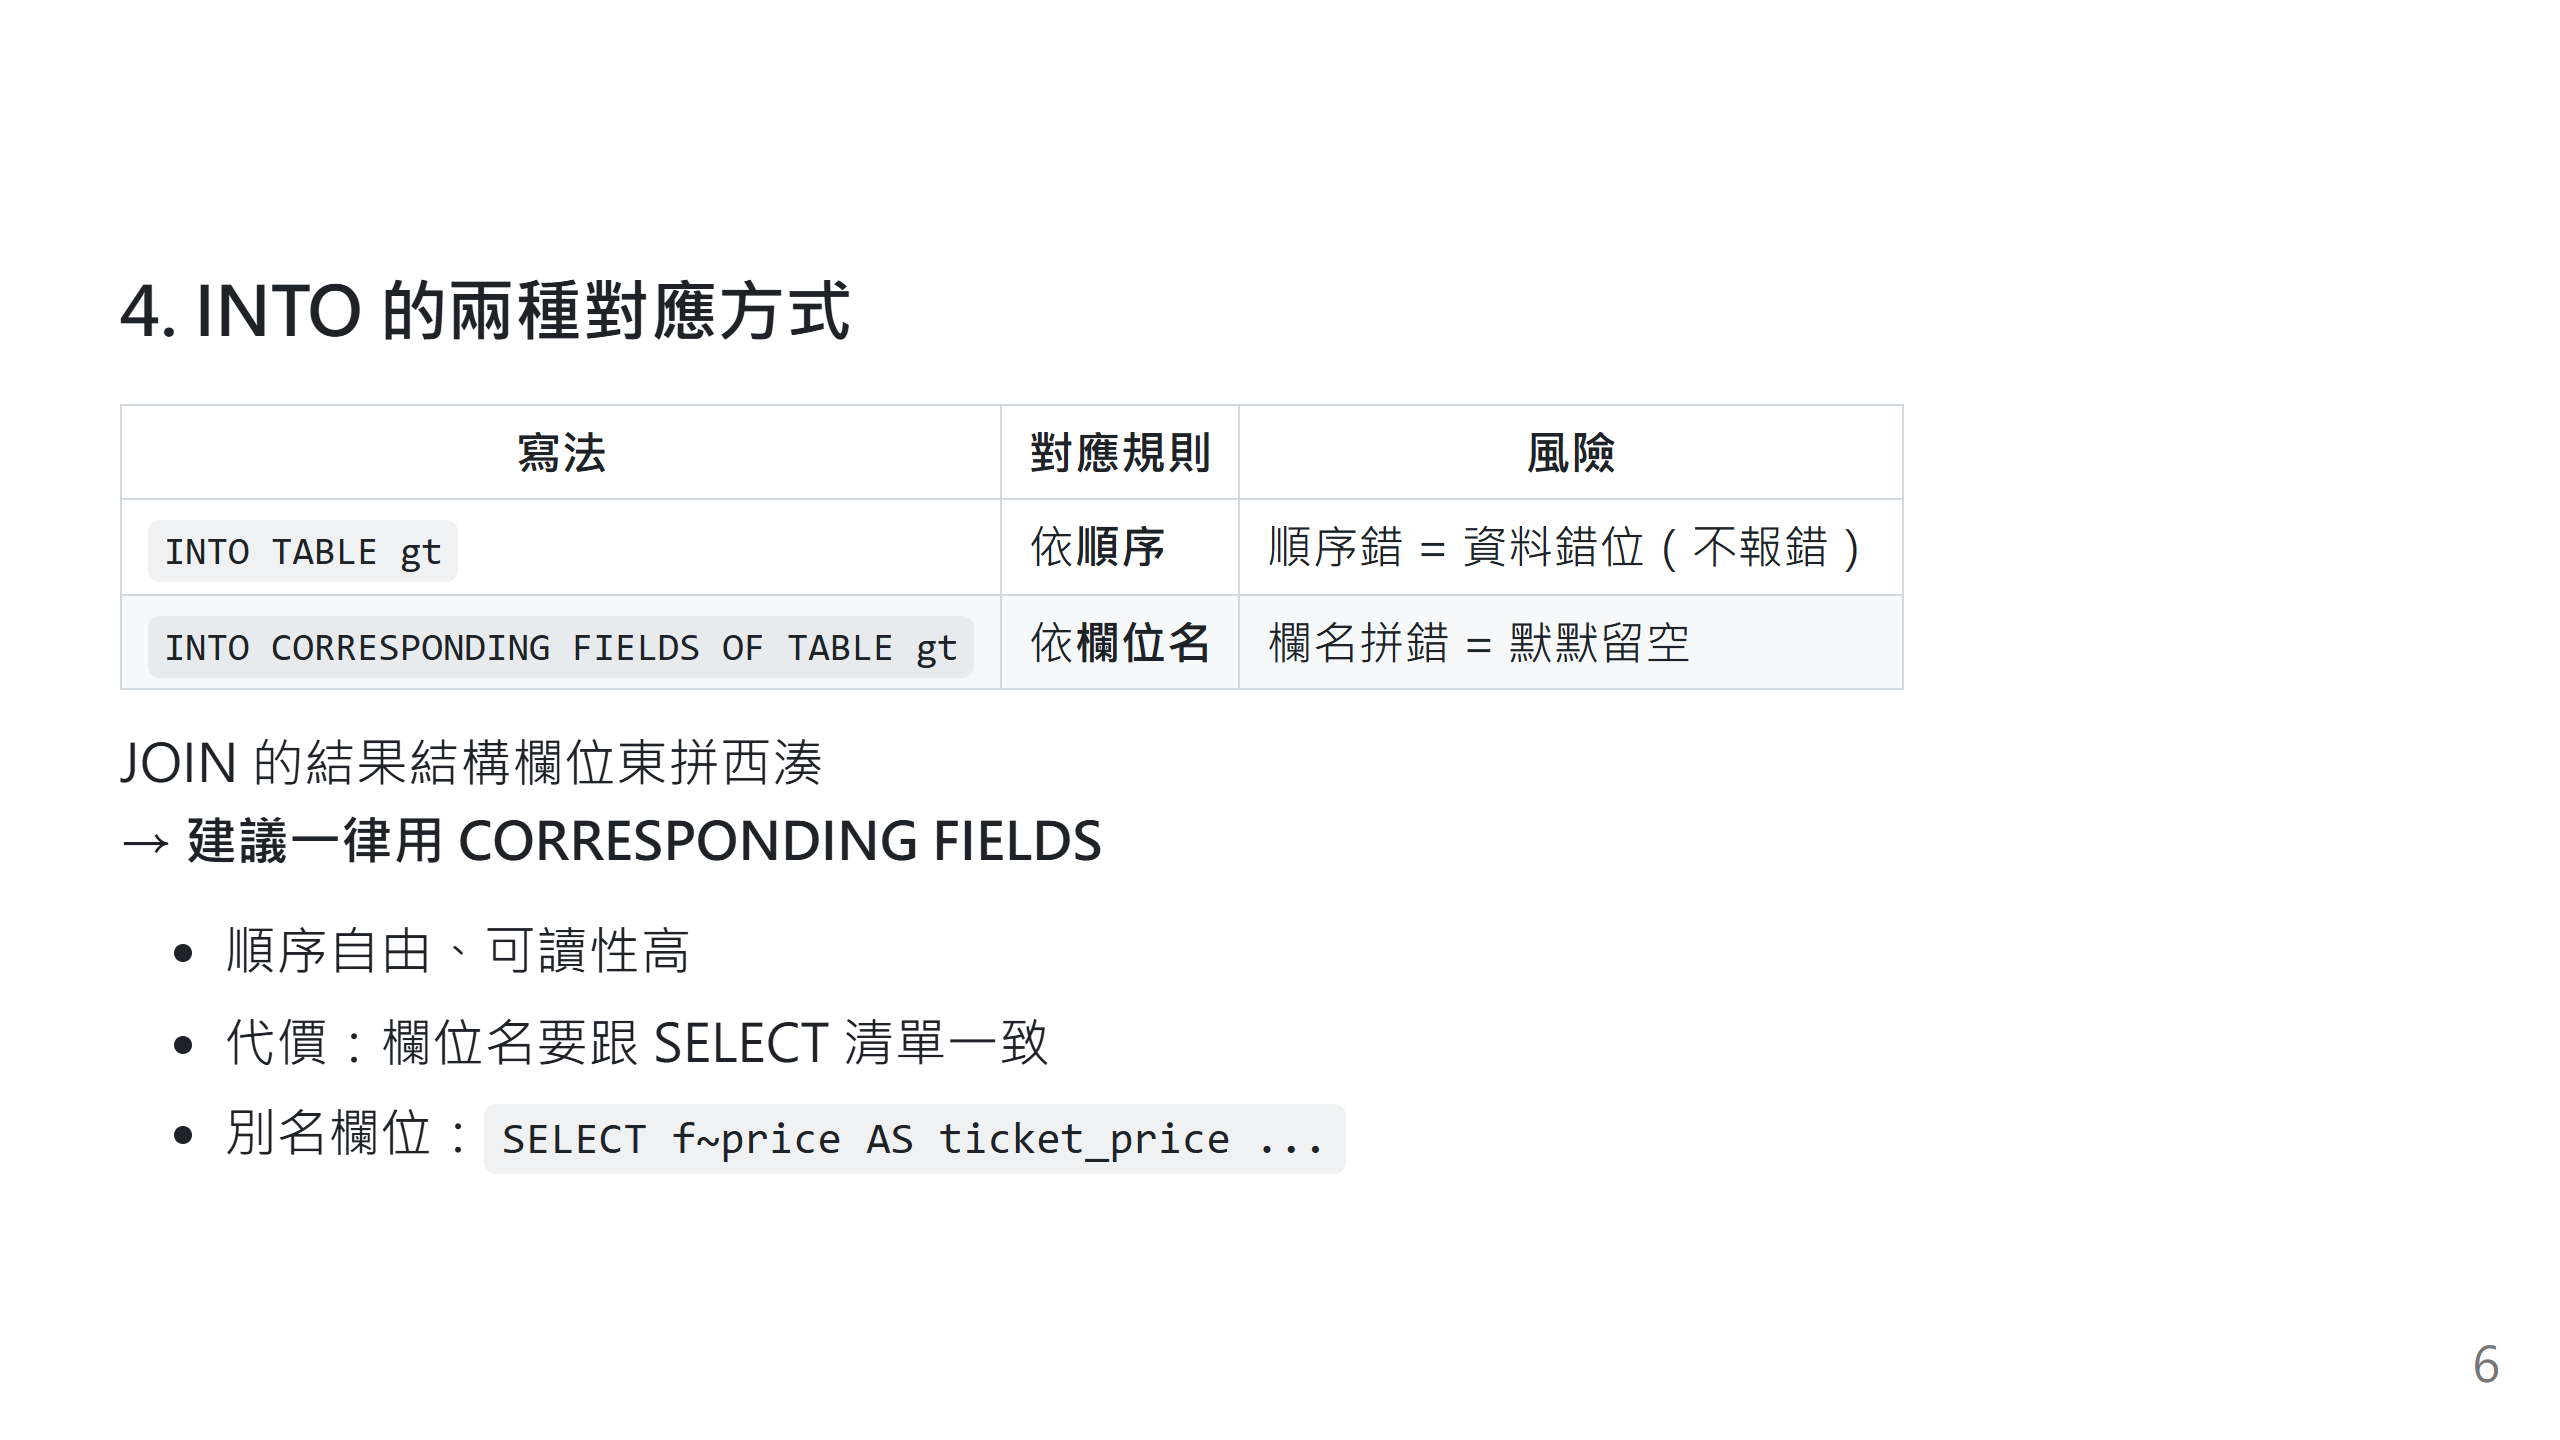 4. INTO 的兩種對應方式
寫法 對應規則 風險
INTO TABLE gt 依順序 順序錯 = 資料錯位（不報錯）
INTO CORRESPONDING FIELDS OF TABLE gt 依欄位名 欄名拼錯 = 默默留空
JOIN 的結果結構欄位東拼西湊
→ 建議一律用 CORRESPONDING FIELDS
• 順序自由、可讀性高
• 代價：欄位名要跟 SELECT 清單一致
• 別名欄位：SELECT f~price AS ticket_price ...
6